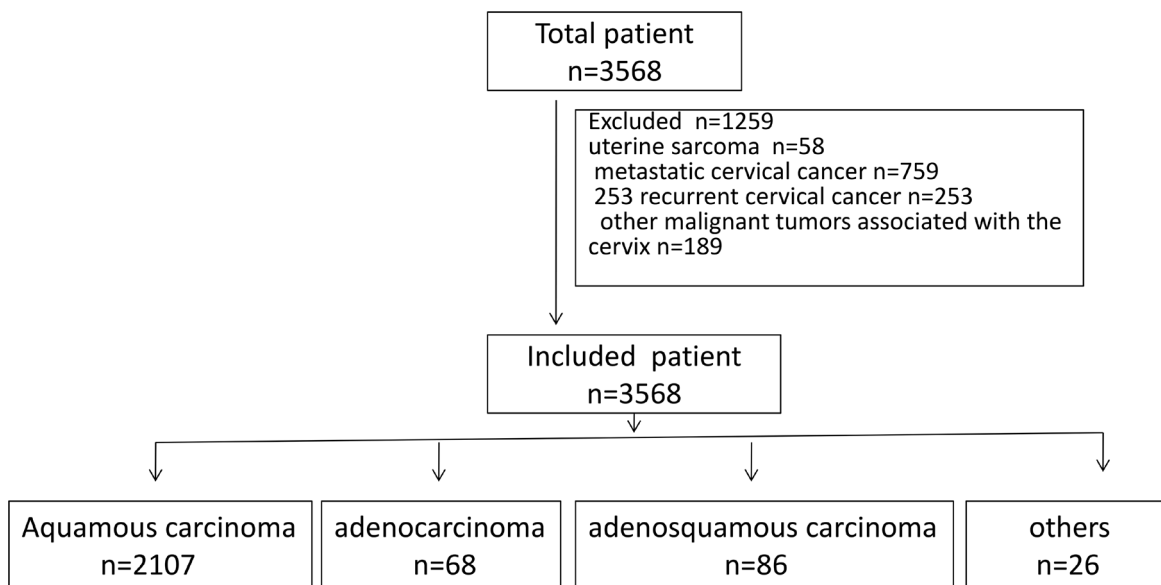 Total patient
n=3568
Excluded n=1259
uterine sarcoma n=58
metastatic cervical cancer n=759
253 recurrent cervical cancer n=253
other malignant tumors associated with the
cervix n=189
Included patient
n=3568
Aquamous carcinoma
n=2107
adenocarcinoma
n=68
adenosquamous carcinoma
n=86
others
n=26